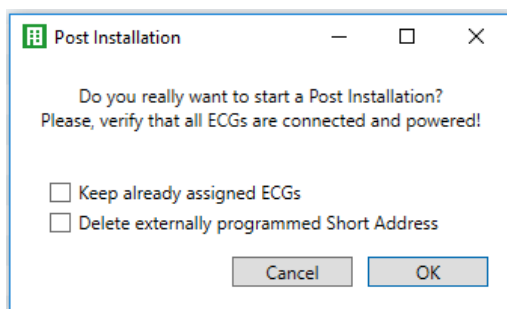 Post Installation
Do you really want to start a Post Installation?
Please, verify that all ECGs are connected and powered!
Keep already assigned ECGs
Delete externally programmed Short Address
Cancel OK